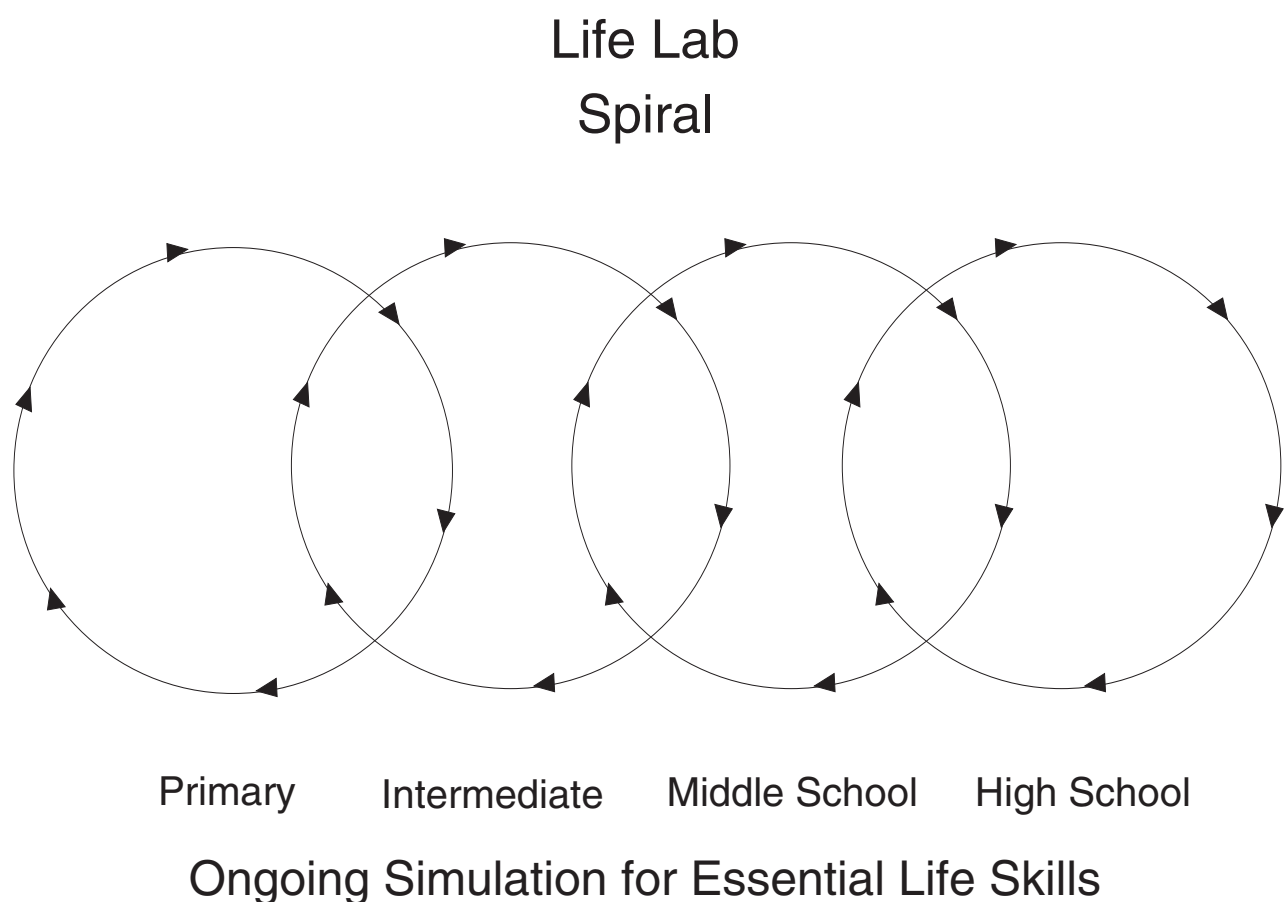 Life Lab
Spiral
Primary Intermediate Middle School High School
Ongoing Simulation for Essential Life Skills